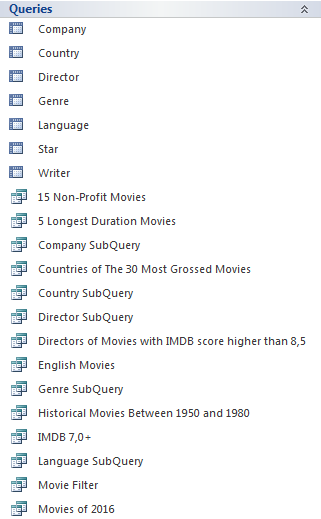 Queries
Company
Country
Director
Genre
Language
Star
Writer
15 Non-Profit Movies
5 Longest Duration Movies
Company SubQuery
Countries of The 30 Most Grossed Movies
Country SubQuery
Director SubQuery
Directors of Movies with IMDB score higher than 8,5
English Movies
Genre SubQuery
Historical Movies Between 1950 and 1980
IMDB 7,0+
Language SubQuery
Movie Filter
Movies of 2016